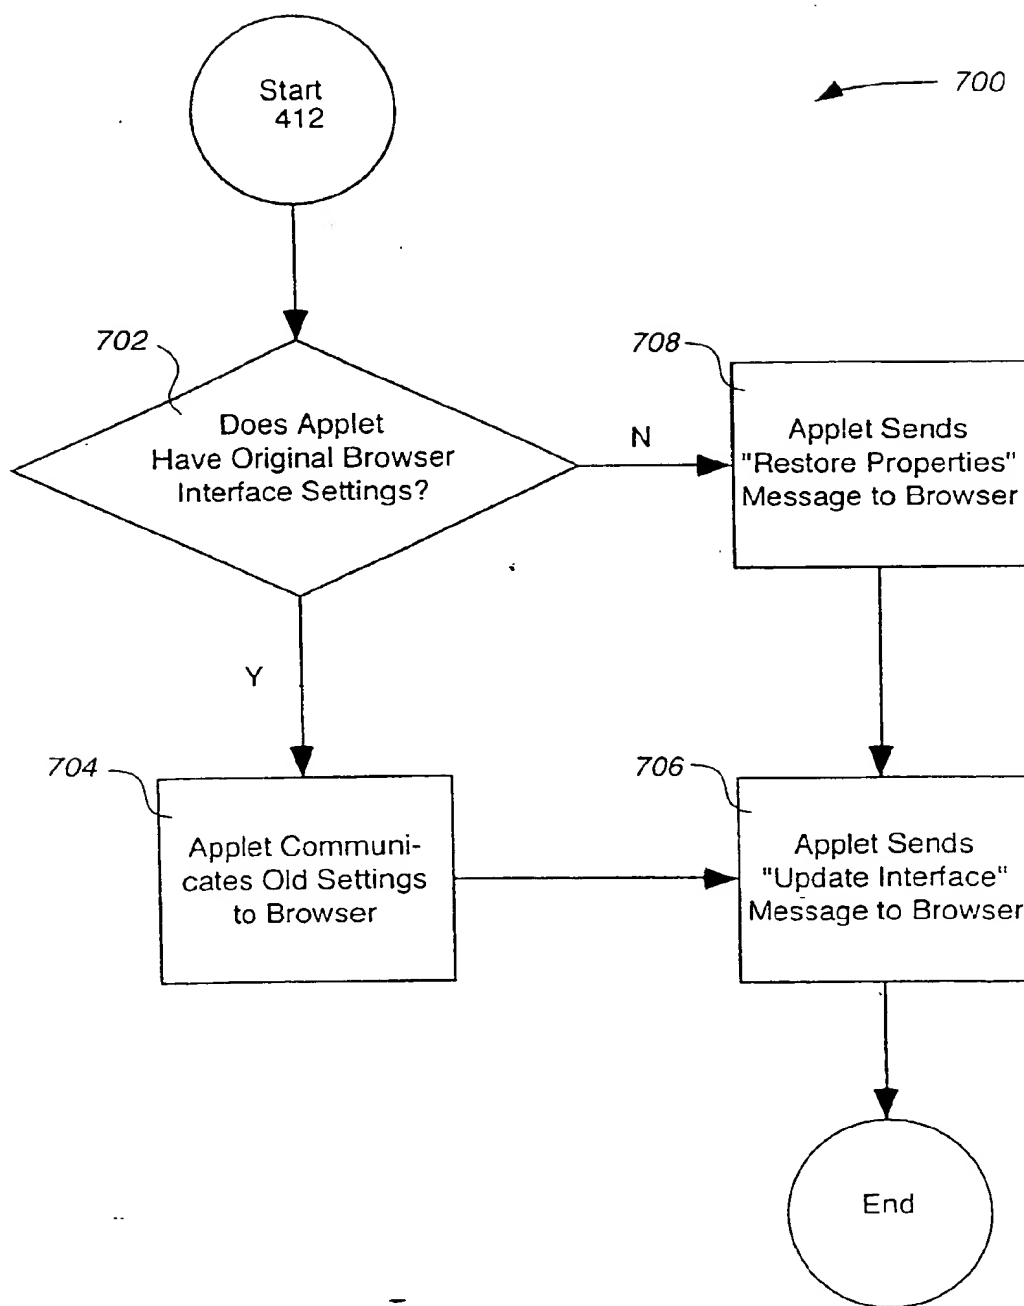 Start
412
700
702
Does Applet
Have Original Browser
Interface Settings?
N
708
Applet Sends
"Restore Properties"
Message to Browser
Y
704
Applet Communi-
cates Old Settings
to Browser
706
Applet Sends
"Update Interface"
Message to Browser
End